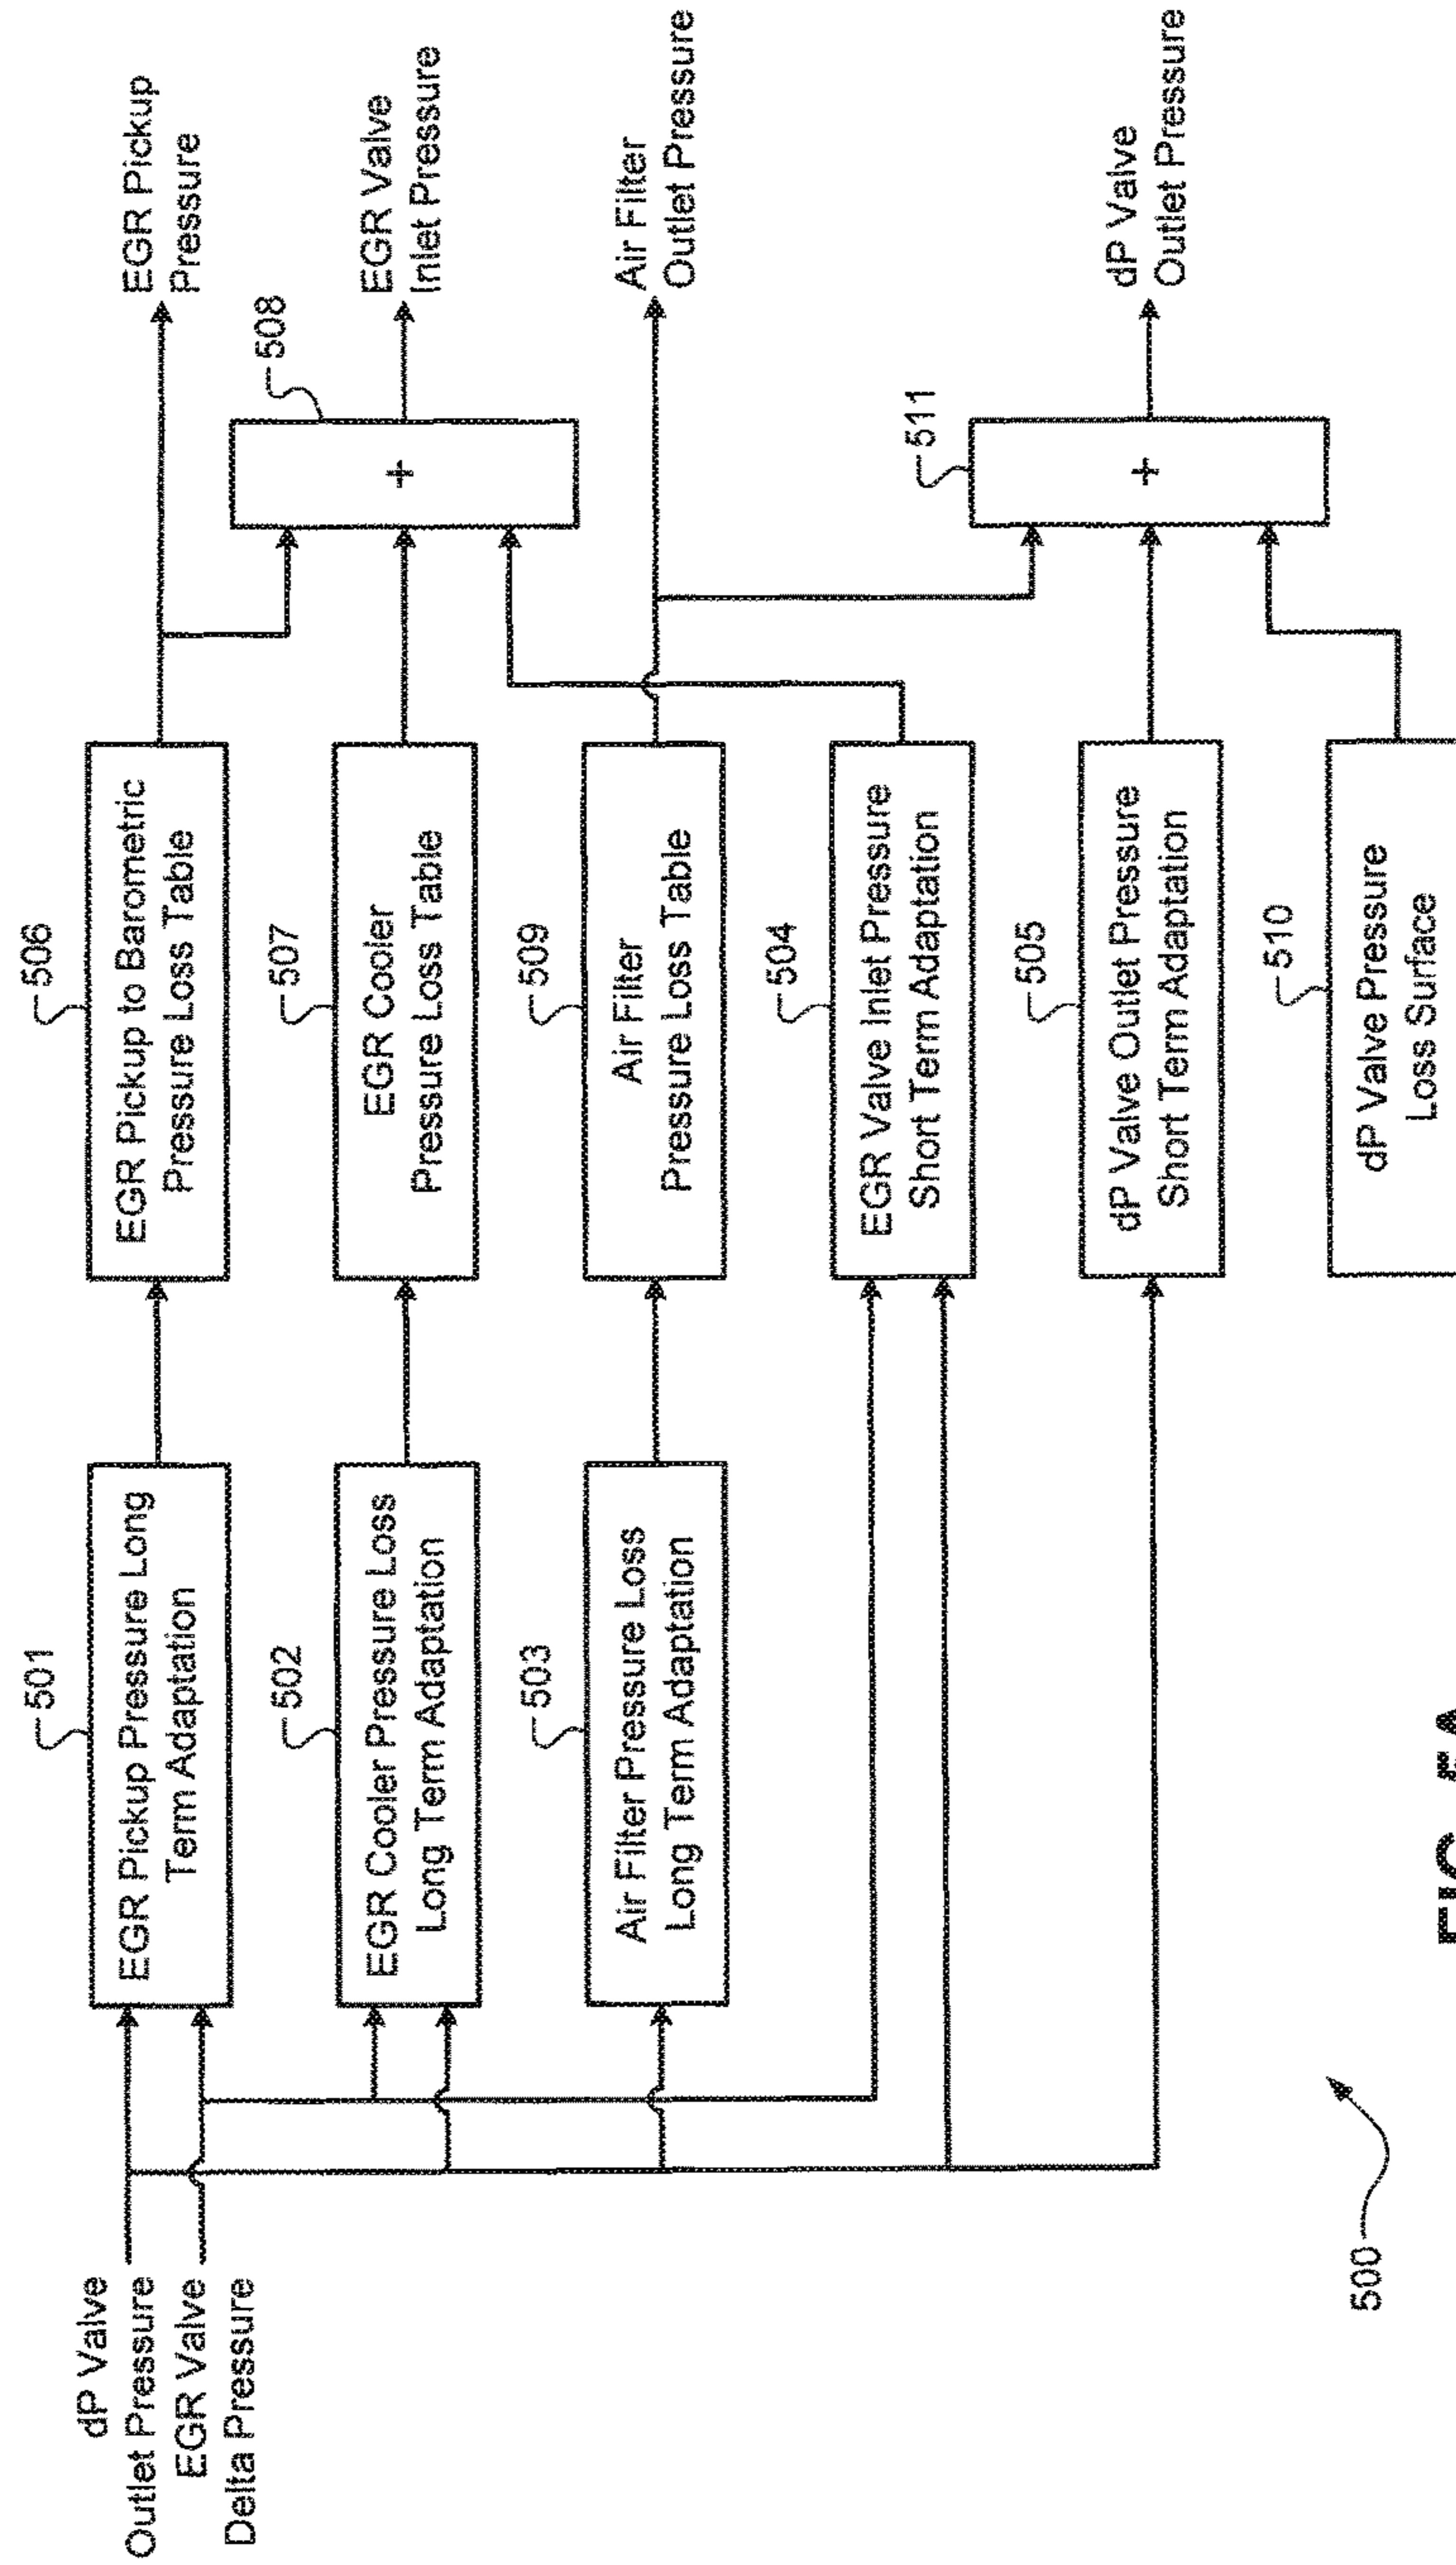 dP Valve
Outlet Pressure
EGR Valve
Delta Pressure
501
EGR Pickup Pressure Long
Term Adaptation
502
EGR Cooler Pressure Loss
Long Term Adaptation
503
Air Filter Pressure Loss
Long Term Adaptation
506
EGR Pickup to Barometric
Pressure Loss Table
507
EGR Cooler
Pressure Loss Table
509
Air Filter
Pressure Loss Table
504
EGR Valve Inlet Pressure
Short Term Adaptation
505
dP Valve Outlet Pressure
Short Term Adaptation
510
dP Valve Pressure
Loss Surface
508
+
511
+
EGR Pickup
Pressure
EGR Valve
Inlet Pressure
Air Filter
Outlet Pressure
dP Valve
Outlet Pressure
500